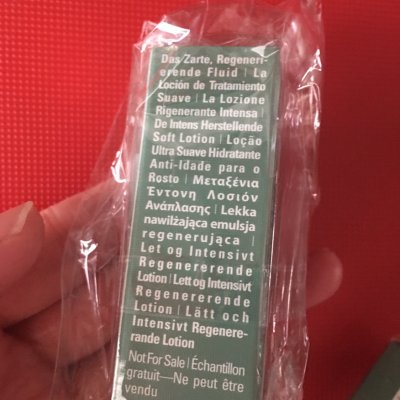 Das Zarte, Regeneri-
erende Fluid | La
Loción de Tratamiento
Suave | La Lozione
Rigenerante Intensa |
De Intens Herstellende
Soft Lotion | Loção
Ultra Suave Hidratante
Anti-Idade para o
Rosto | Μεταξένια
Έντονη Λοσιόν
Ανάπλασης | Lekka
nawilżająca emulsja
regenerująca |
Let og Intensivt
Regenererende
Lotion | Lett og Intensivt
Regenererende
Lotion | Lätt och
Intensivt Regenere-
rande Lotion
Not For Sale | Échantillon
gratuit—Ne peut être
vendu